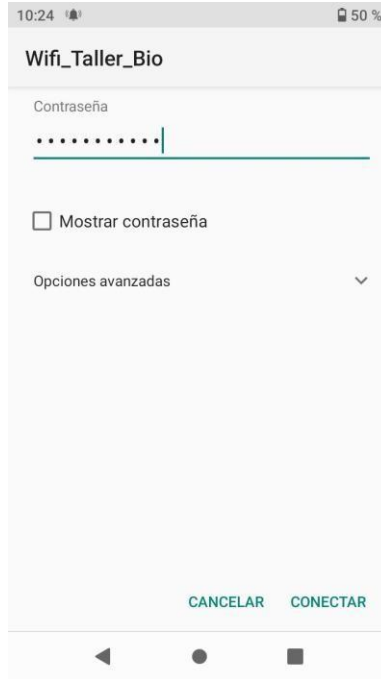 10:24 50 %
Wifi_Taller_Bio
Contraseña
•••••••••••
Mostrar contraseña
Opciones avanzadas
CANCELAR CONECTAR